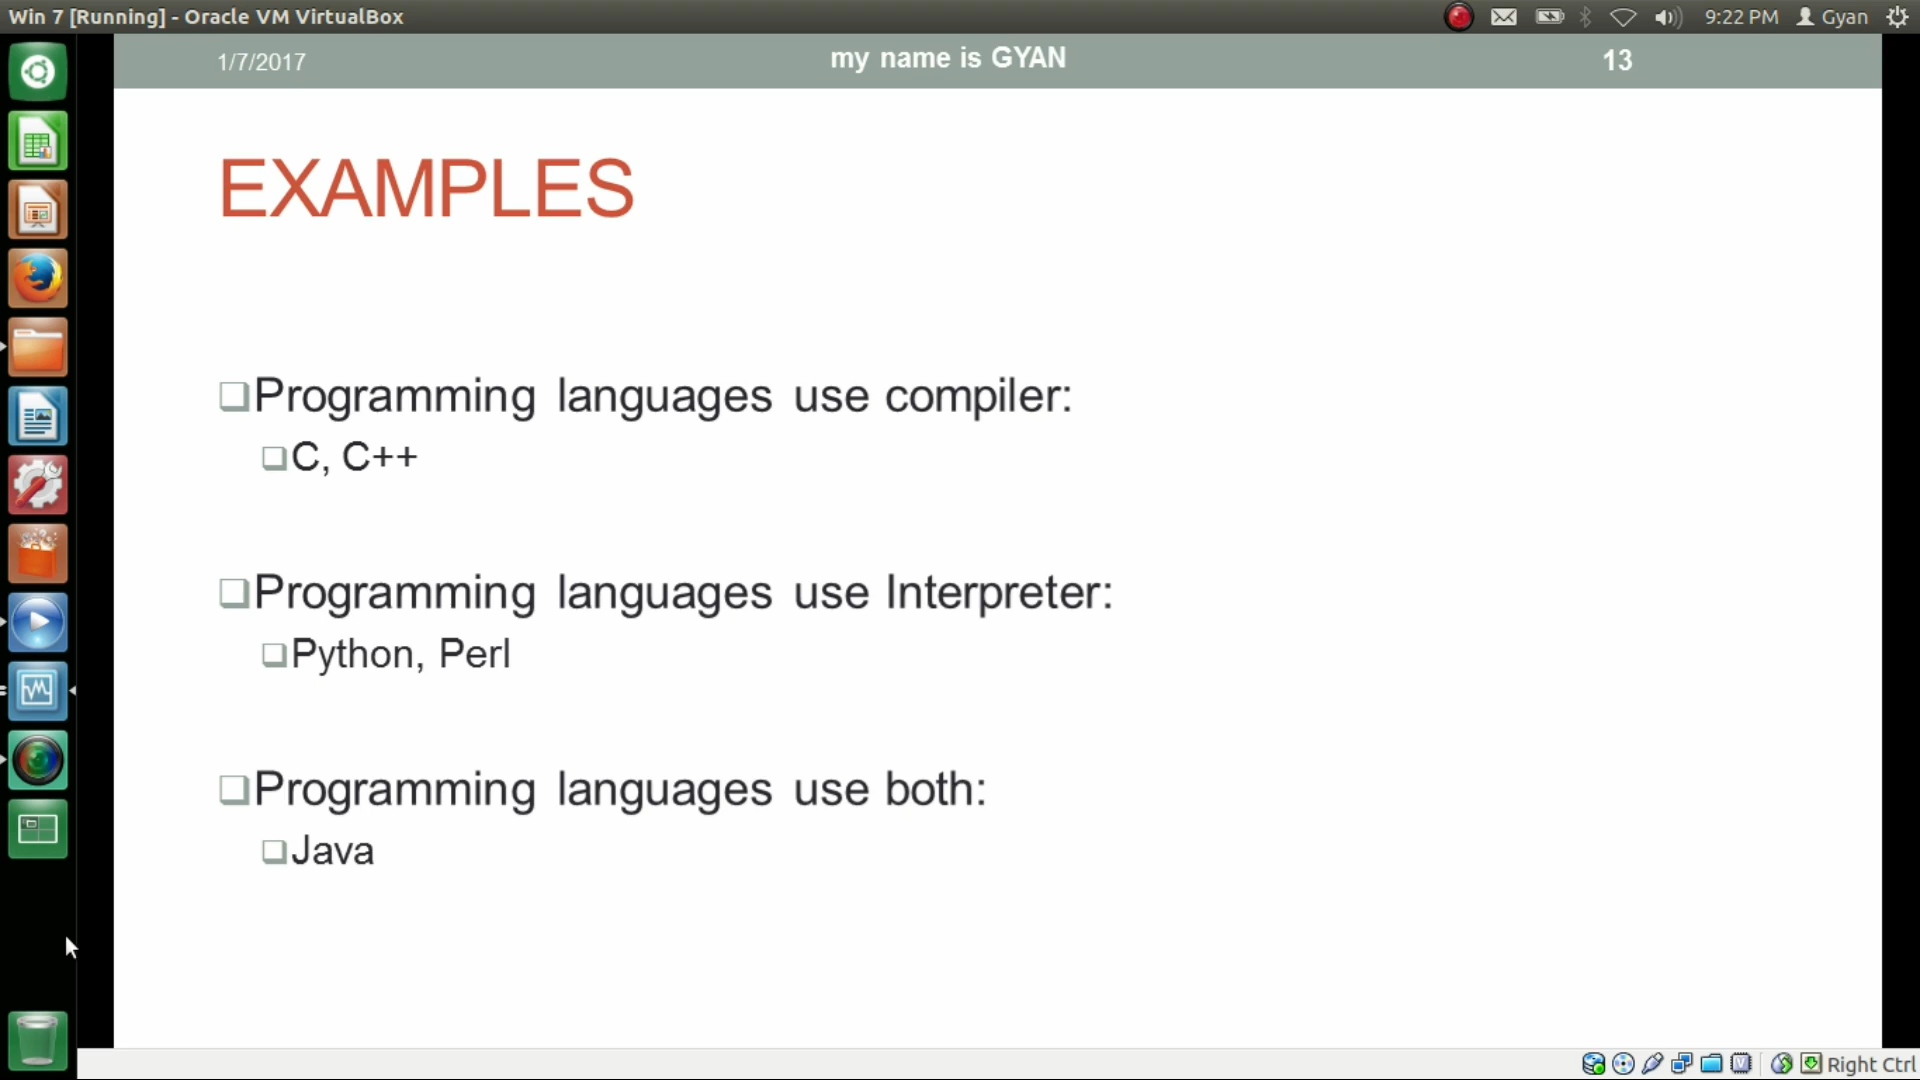 Win 7 [Running] - Oracle VM VirtualBox
9:22 PM Gyan
1/7/2017 my name is GYAN 13
EXAMPLES
Programming languages use compiler:
C, C++
Programming languages use Interpreter:
Python, Perl
Programming languages use both:
Java
Right Ctrl